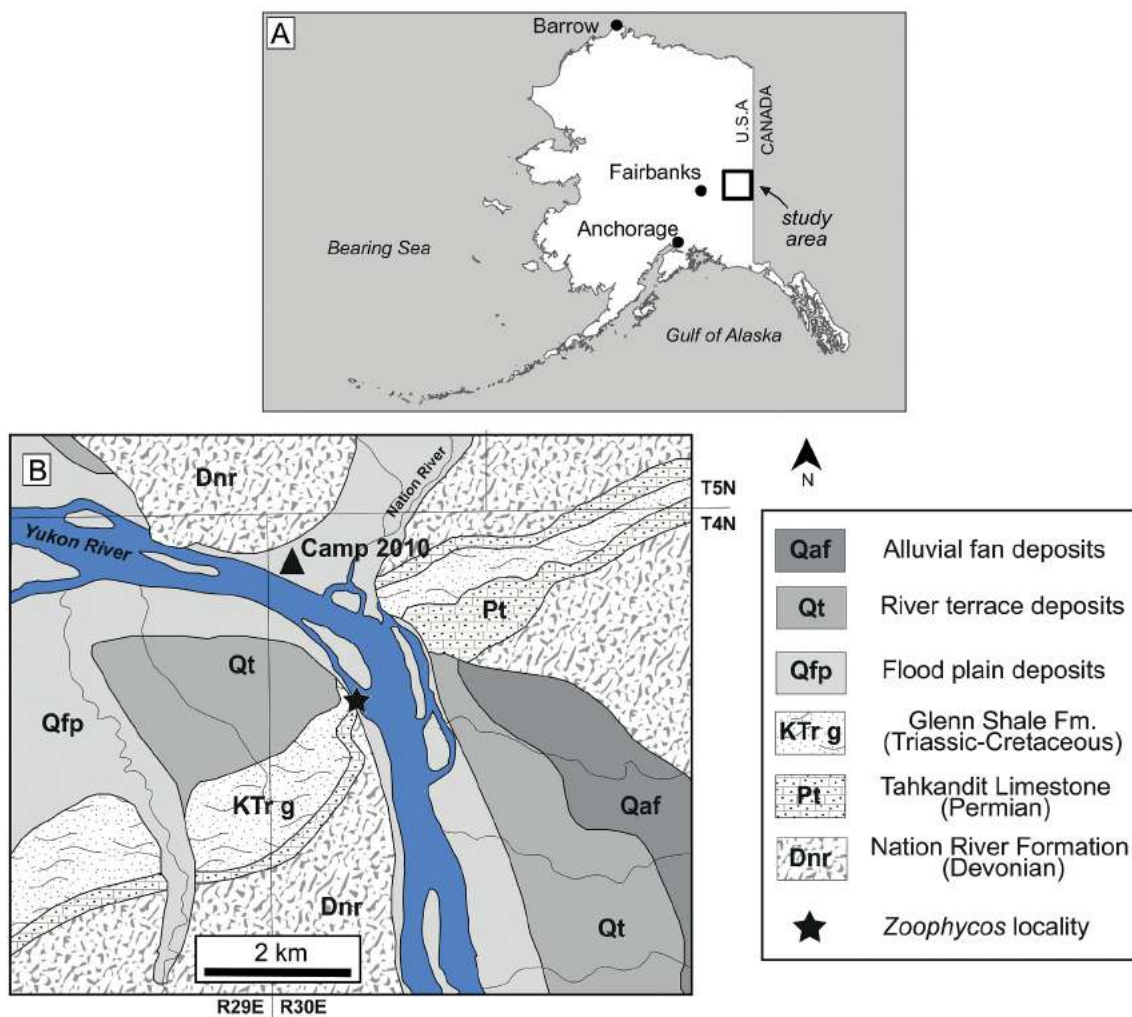 A
Barrow
U.S.A
CANADA
Fairbanks
study
area
Anchorage
Bearing Sea
Gulf of Alaska
B
Dnr
Nation River
T5N
T4N
Yukon River
Camp 2010
Pt
Qt
Qfp
KTr g
Qaf
Dnr
Qt
2 km
R29E
R30E
N
Qaf
Alluvial fan deposits
Qt
River terrace deposits
Qfp
Flood plain deposits
KTr g
Glenn Shale Fm.
(Triassic-Cretaceous)
Pt
Tahkandit Limestone
(Permian)
Dnr
Nation River Formation
(Devonian)
Zoophycos locality